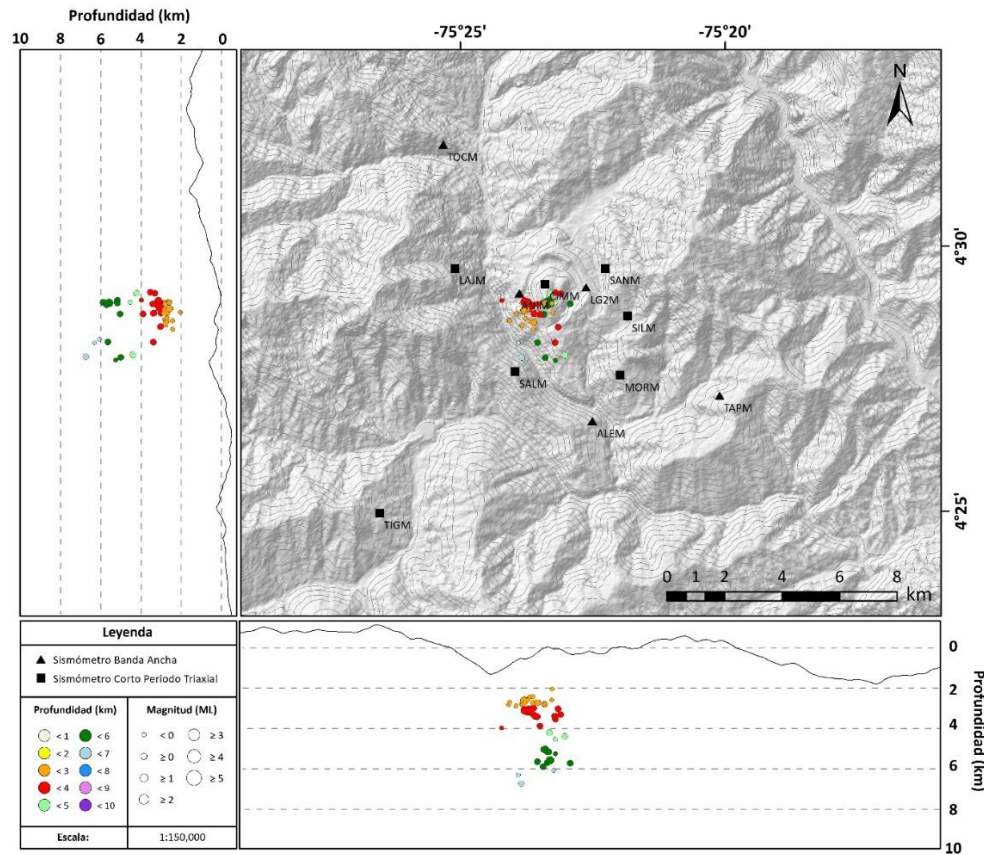 Profundidad (km)
10 8 6 4 2 0
-75°25' -75°20'
N
TOCM
4°30'
LAJM
SANM
CIMM
LG2M
SILM
SALM
MORM
TAPM
ALEM
4°25'
TIGM
0 1 2 4 6 8
km
Leyenda
Sismómetro Banda Ancha
Sismómetro Corto Periodo Triaxial
Profundidad (km) Magnitud (ML)
< 1 < 6 < 0 ≥ 3
< 2 < 7 ≥ 0 ≥ 4
< 3 < 8 ≥ 1 ≥ 5
< 4 < 9 ≥ 2
< 5 < 10
Escala: 1:150,000
0
2
4
6
8
10
Profundidad (km)